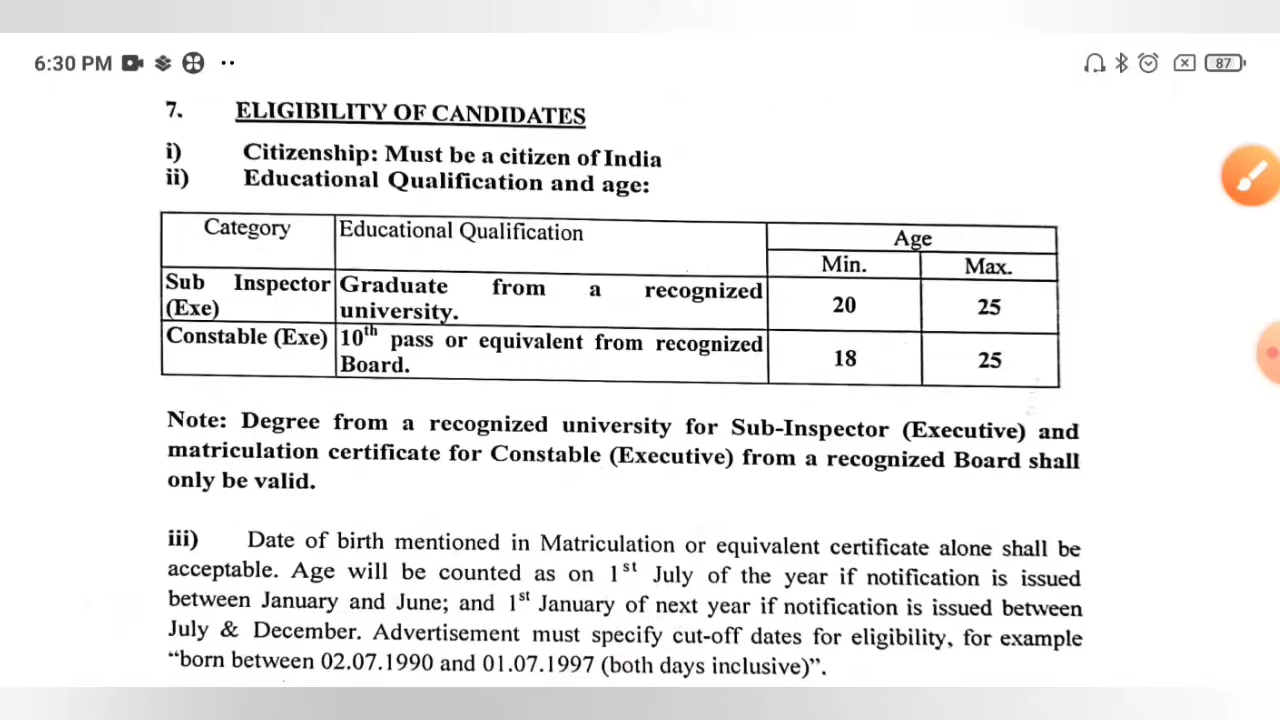 6:30 PM
87
7. ELIGIBILITY OF CANDIDATES
i) Citizenship: Must be a citizen of India
ii) Educational Qualification and age:
Category Educational Qualification Age
Min. Max.
Sub Inspector (Exe) Graduate from a recognized university. 20 25
Constable (Exe) 10th pass or equivalent from recognized Board. 18 25
Note: Degree from a recognized university for Sub-Inspector (Executive) and
matriculation certificate for Constable (Executive) from a recognized Board shall
only be valid.
iii) Date of birth mentioned in Matriculation or equivalent certificate alone shall be
acceptable. Age will be counted as on 1st July of the year if notification is issued
between January and June; and 1st January of next year if notification is issued between
July & December. Advertisement must specify cut-off dates for eligibility, for example
“born between 02.07.1990 and 01.07.1997 (both days inclusive)”.